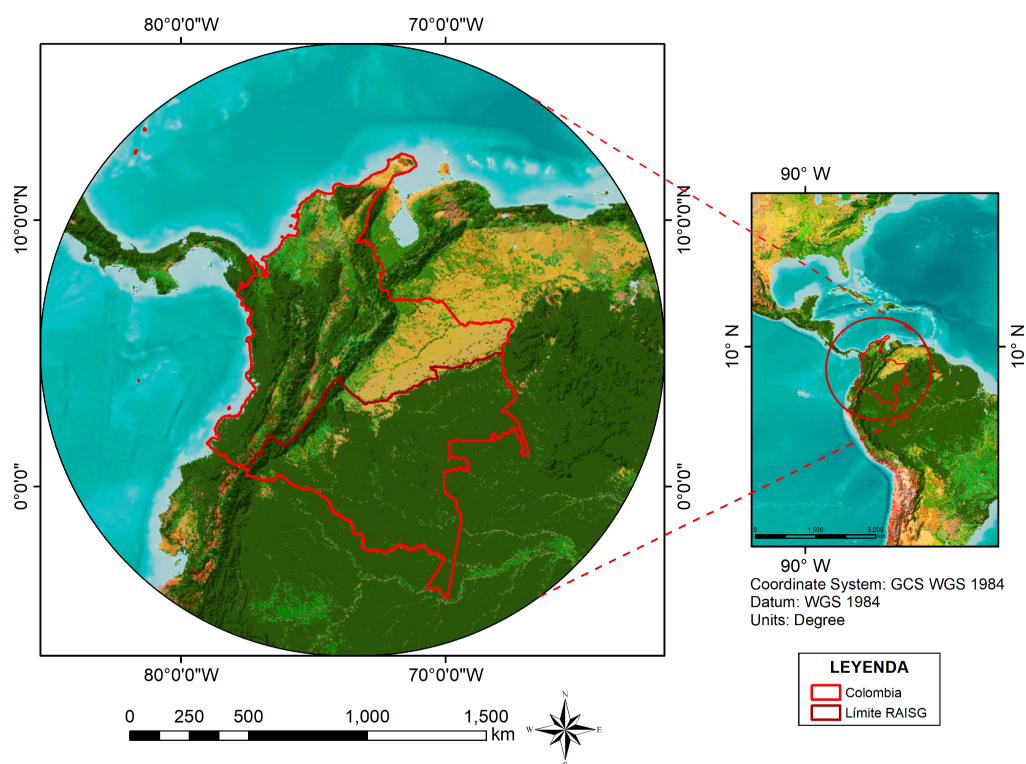 80°0'0"W
70°0'0"W
10°0'0"N
10°0'0"N
0°0'0"
0°0'0"
80°0'0"W
70°0'0"W
0
250
500
1,000
1,500
km
N
W
E
S
90° W
10° N
10° N
0
1,500
3,000
90° W
Coordinate System: GCS WGS 1984
Datum: WGS 1984
Units: Degree
LEYENDA
Colombia
Límite RAISG